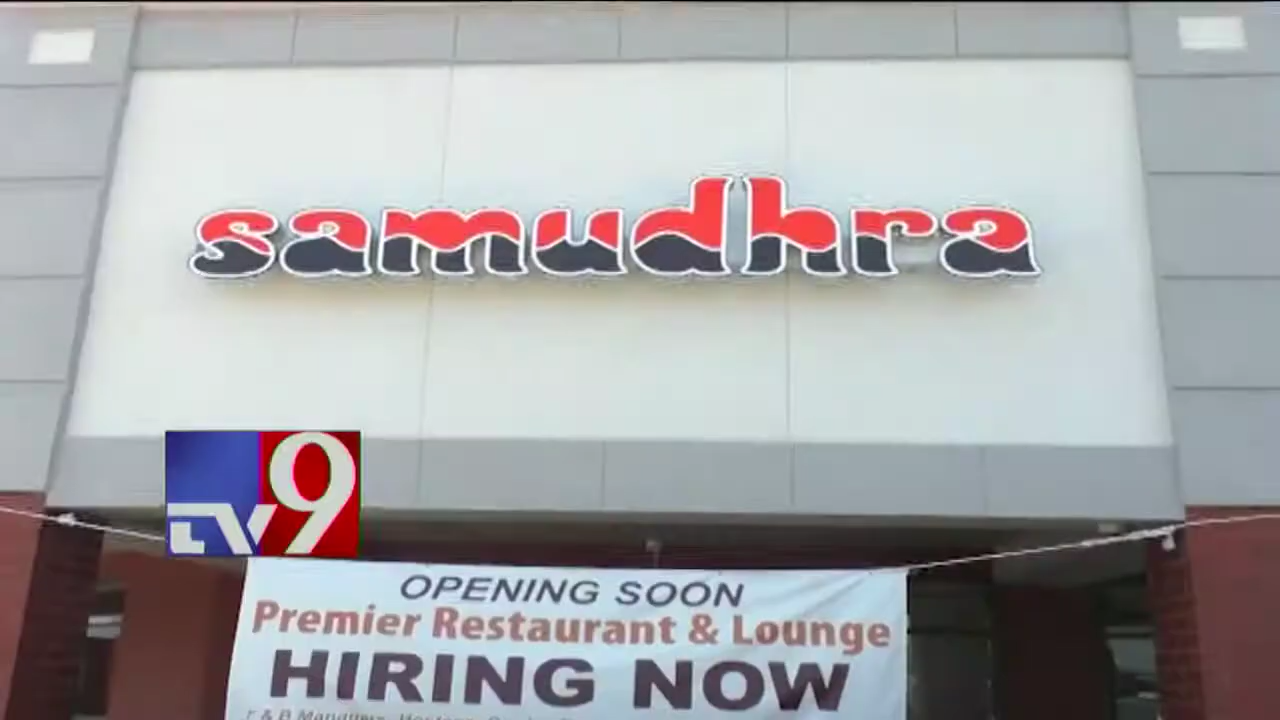 samudhra
TV9
OPENING SOON
Premier Restaurant & Lounge
HIRING NOW